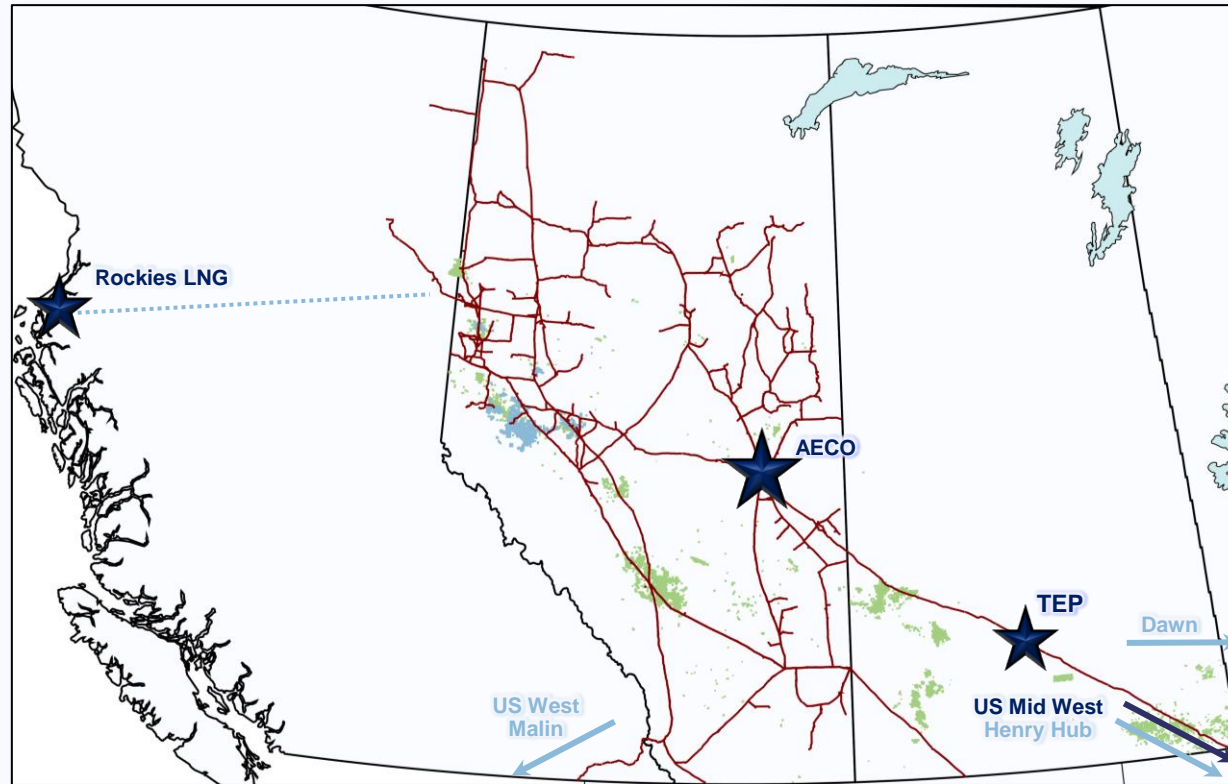 Rockies LNG
AECO
TEP
Dawn
US West
Malin
US Mid West
Henry Hub